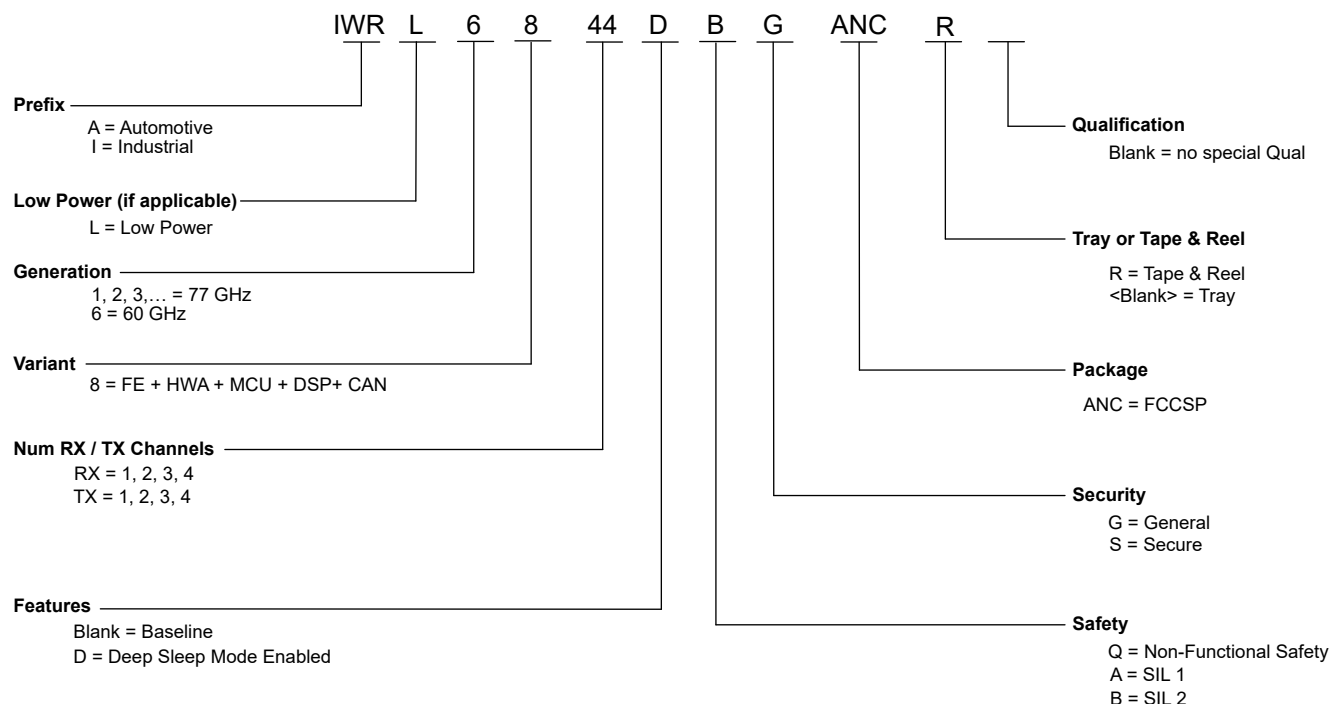 IWR L 6 8 44 D B G ANC R
Prefix
A = Automotive
I = Industrial
Low Power (if applicable)
L = Low Power
Generation
1, 2, 3,… = 77 GHz
6 = 60 GHz
Variant
8 = FE + HWA + MCU + DSP+ CAN
Num RX / TX Channels
RX = 1, 2, 3, 4
TX = 1, 2, 3, 4
Features
Blank = Baseline
D = Deep Sleep Mode Enabled
Qualification
Blank = no special Qual
Tray or Tape & Reel
R = Tape & Reel
<Blank> = Tray
Package
ANC = FCCSP
Security
G = General
S = Secure
Safety
Q = Non-Functional Safety
A = SIL 1
B = SIL 2